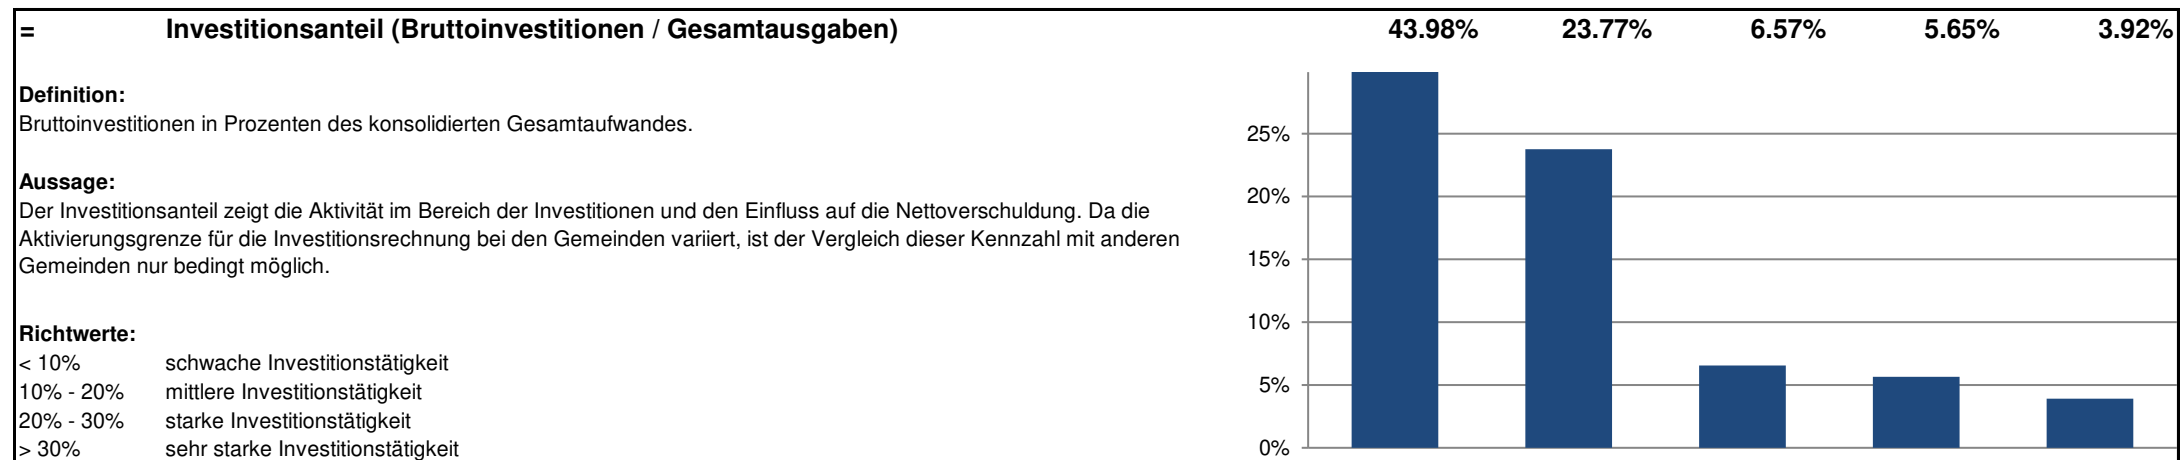 = Investitionsanteil (Bruttoinvestitionen / Gesamtausgaben) 43.98% 23.77% 6.57% 5.65% 3.92%
Definition:
Bruttoinvestitionen in Prozenten des konsolidierten Gesamtaufwandes.
Aussage:
Der Investitionsanteil zeigt die Aktivität im Bereich der Investitionen und den Einfluss auf die Nettoverschuldung. Da die
Aktivierungsgrenze für die Investitionsrechnung bei den Gemeinden variiert, ist der Vergleich dieser Kennzahl mit anderen
Gemeinden nur bedingt möglich.
Richtwerte:
< 10% schwache Investitionstätigkeit
10% - 20% mittlere Investitionstätigkeit
20% - 30% starke Investitionstätigkeit
> 30% sehr starke Investitionstätigkeit
25%
20%
15%
10%
5%
0%